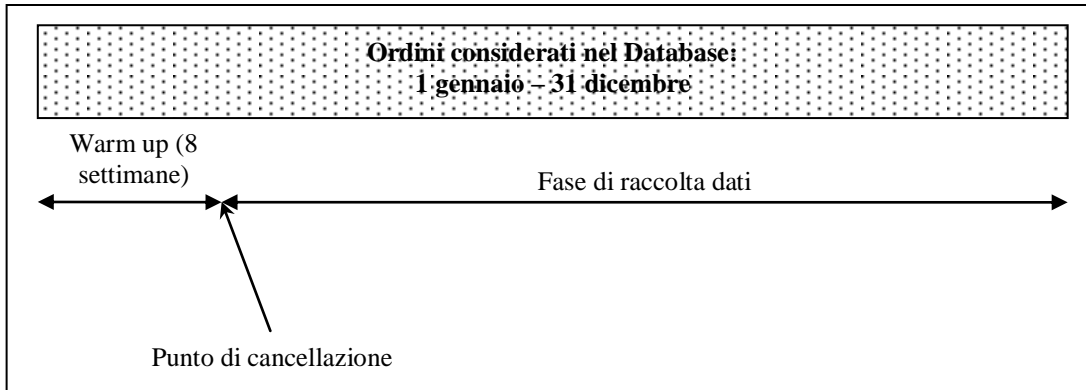 Ordini considerati nel Database:
1 gennaio – 31 dicembre
Warm up (8
settimane)
Fase di raccolta dati
Punto di cancellazione